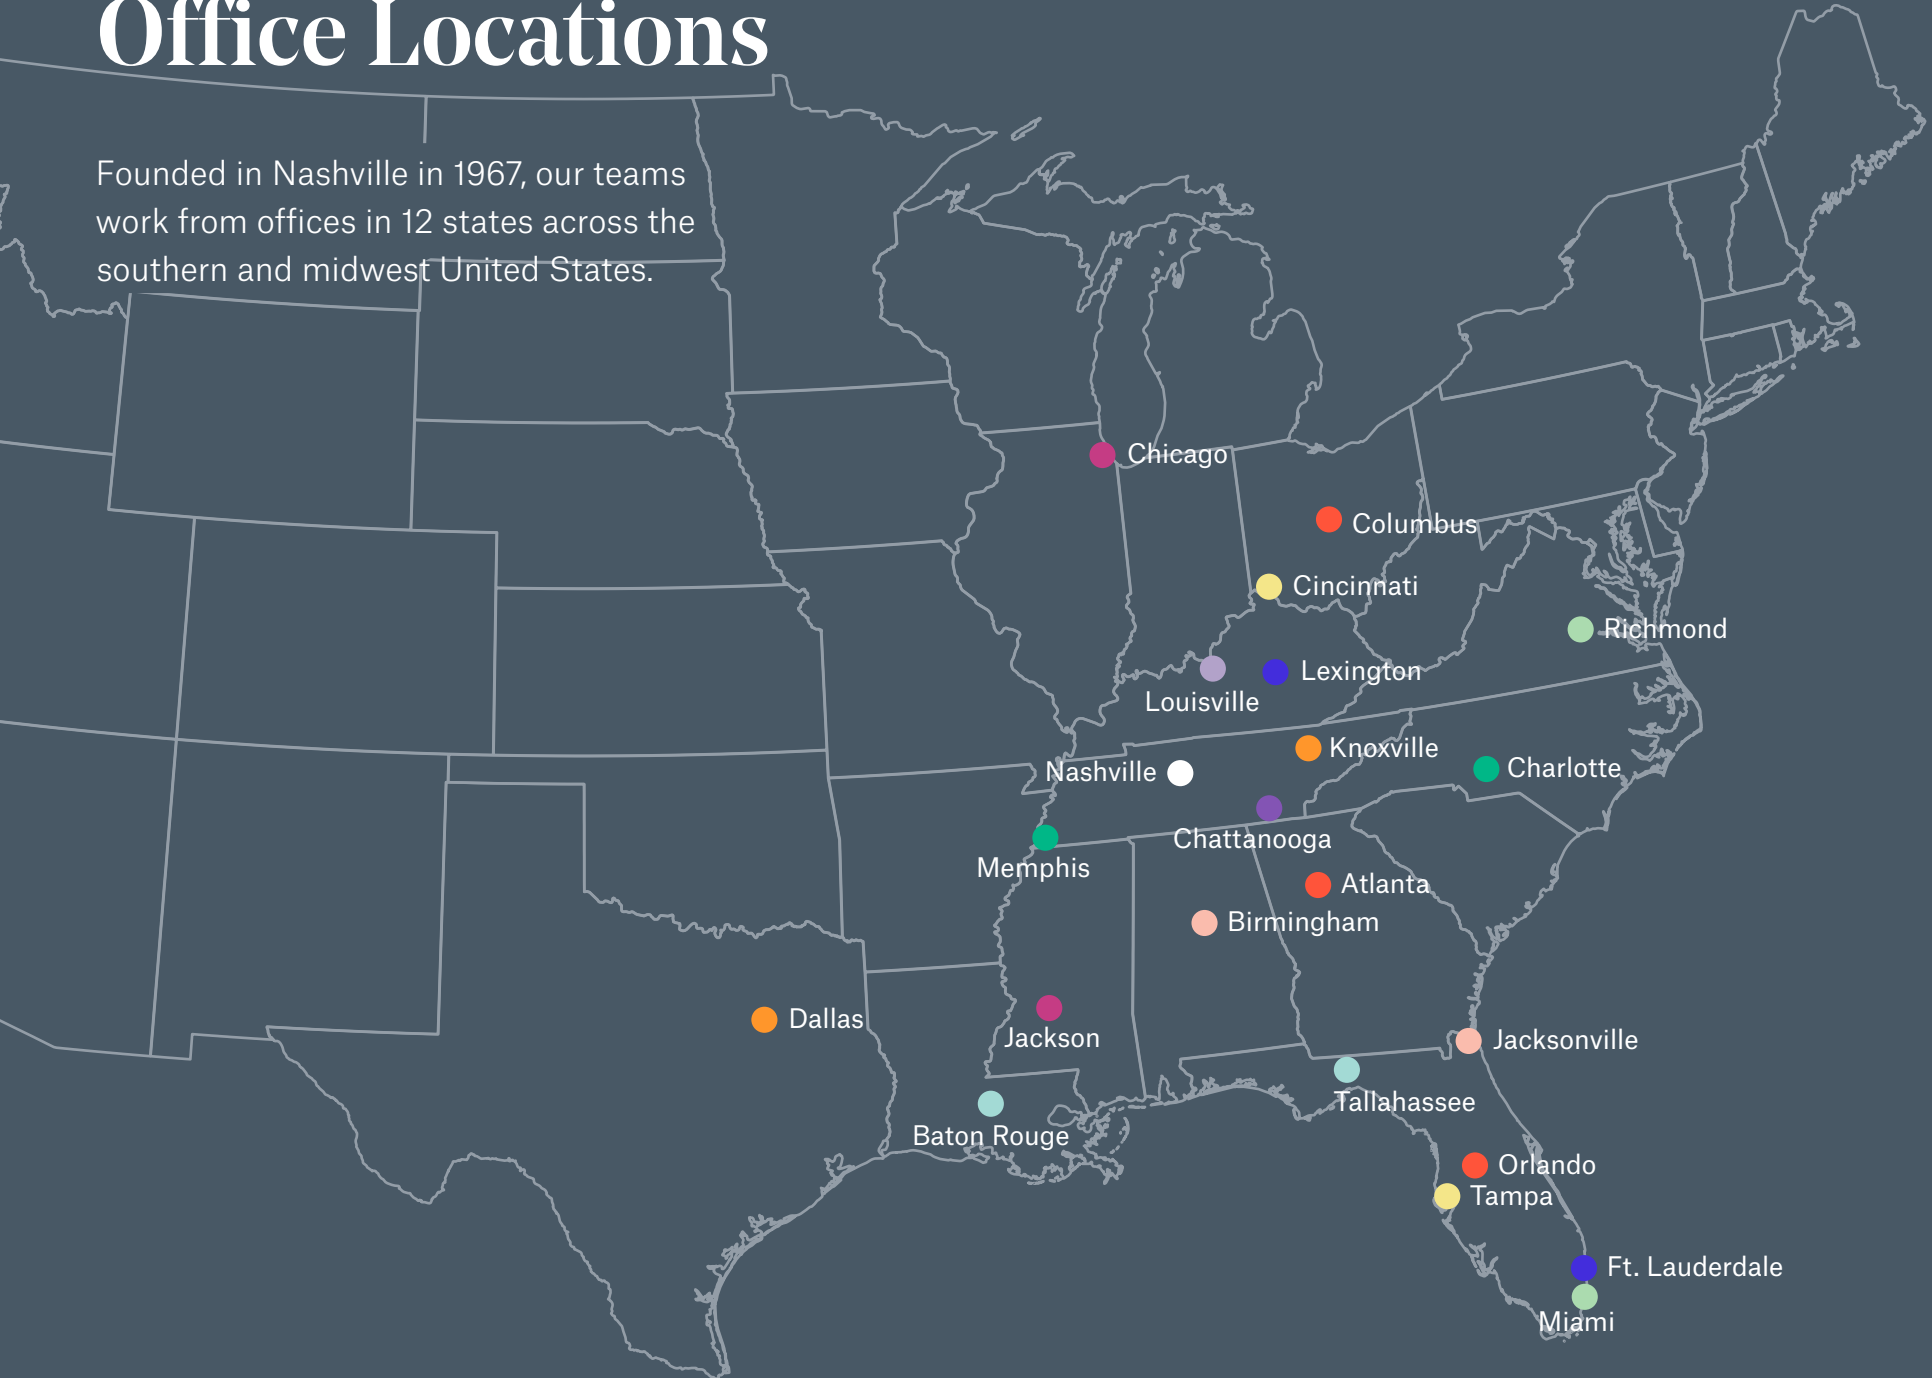 Office Locations
Founded in Nashville in 1967, our teams
work from offices in 12 states across the
southern and midwest United States.
Chicago
Columbus
Cincinnati
Richmond
Lexington
Louisville
Knoxville
Charlotte
Nashville
Chattanooga
Memphis
Atlanta
Birmingham
Dallas
Jackson
Jacksonville
Tallahassee
Baton Rouge
Orlando
Tampa
Ft. Lauderdale
Miami